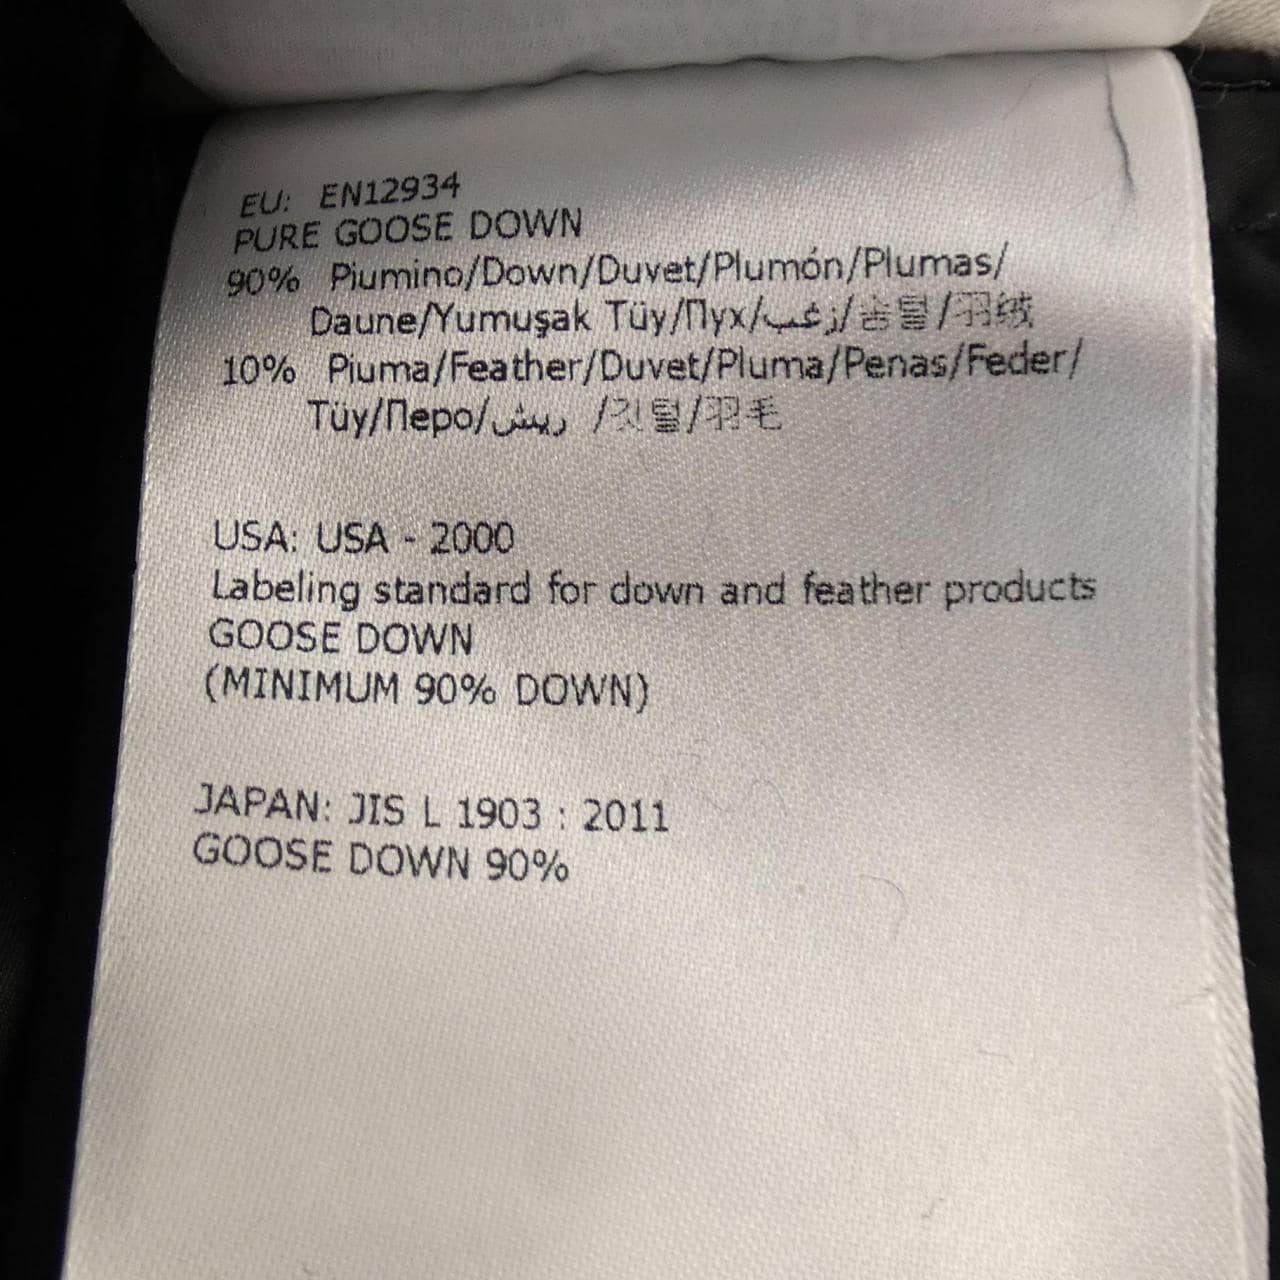 EU: EN12934
PURE GOOSE DOWN
90% Piumino/Down/Duvet/Plumón/Plumas/
Daune/Yumuşak Tüy/Пух/زغب/솜털/羽绒
10% Piuma/Feather/Duvet/Pluma/Penas/Feder/
Tüy/Перо/ريش /깃털/羽毛
USA: USA - 2000
Labeling standard for down and feather products
GOOSE DOWN
(MINIMUM 90% DOWN)
JAPAN: JIS L 1903 : 2011
GOOSE DOWN 90%